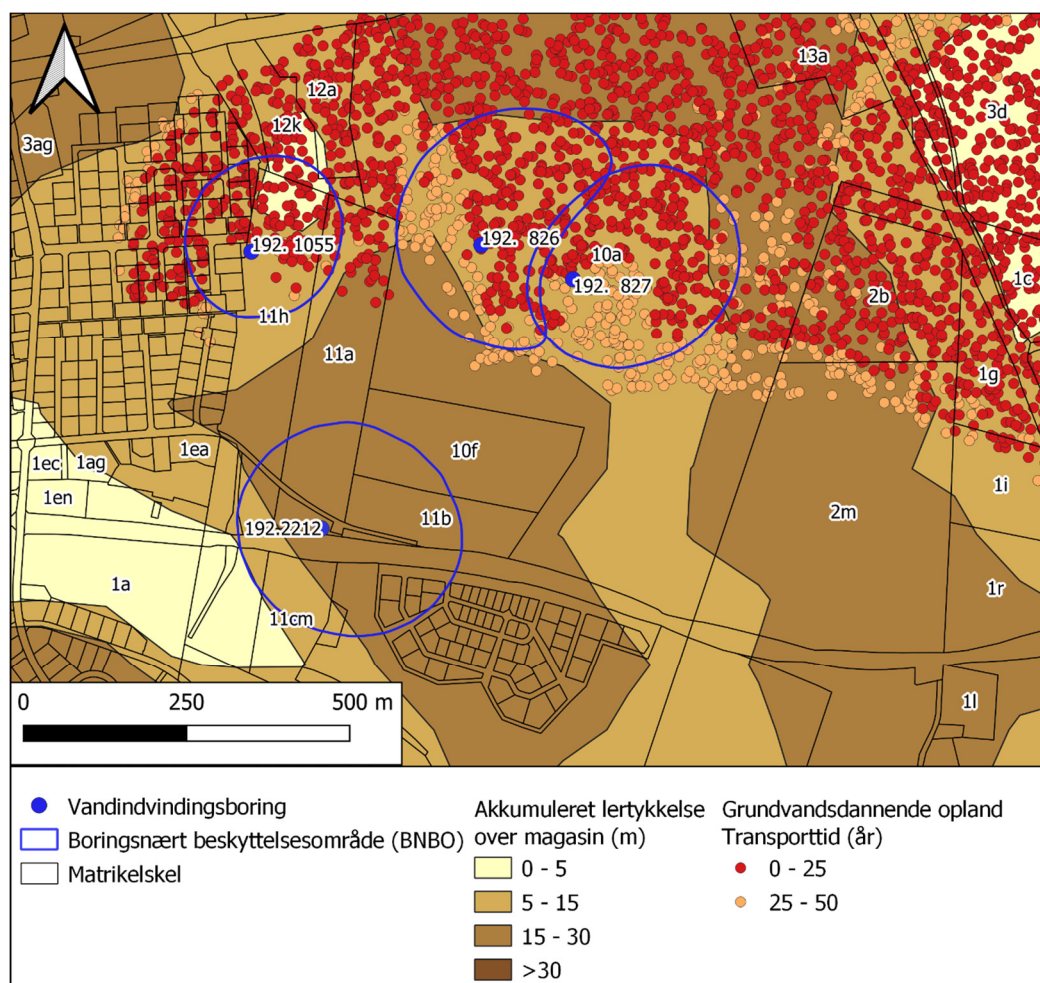 13a
12a
3d
12k
3ag
192. 1055
192. 826
10a
192. 827
1c
2b
11h
11a
1g
1ec
1ag
1ea
10f
1en
1i
11b
2m
192.2212
1a
1r
11cm
0 250 500 m
1l
Vandindvindingsboring
Boringsnært beskyttelsesområde (BNBO)
Matrikelskel
Akkumuleret lertykkelse
over magasin (m)
0 - 5
5 - 15
15 - 30
>30
Grundvandsdannende opland
Transporttid (år)
0 - 25
25 - 50